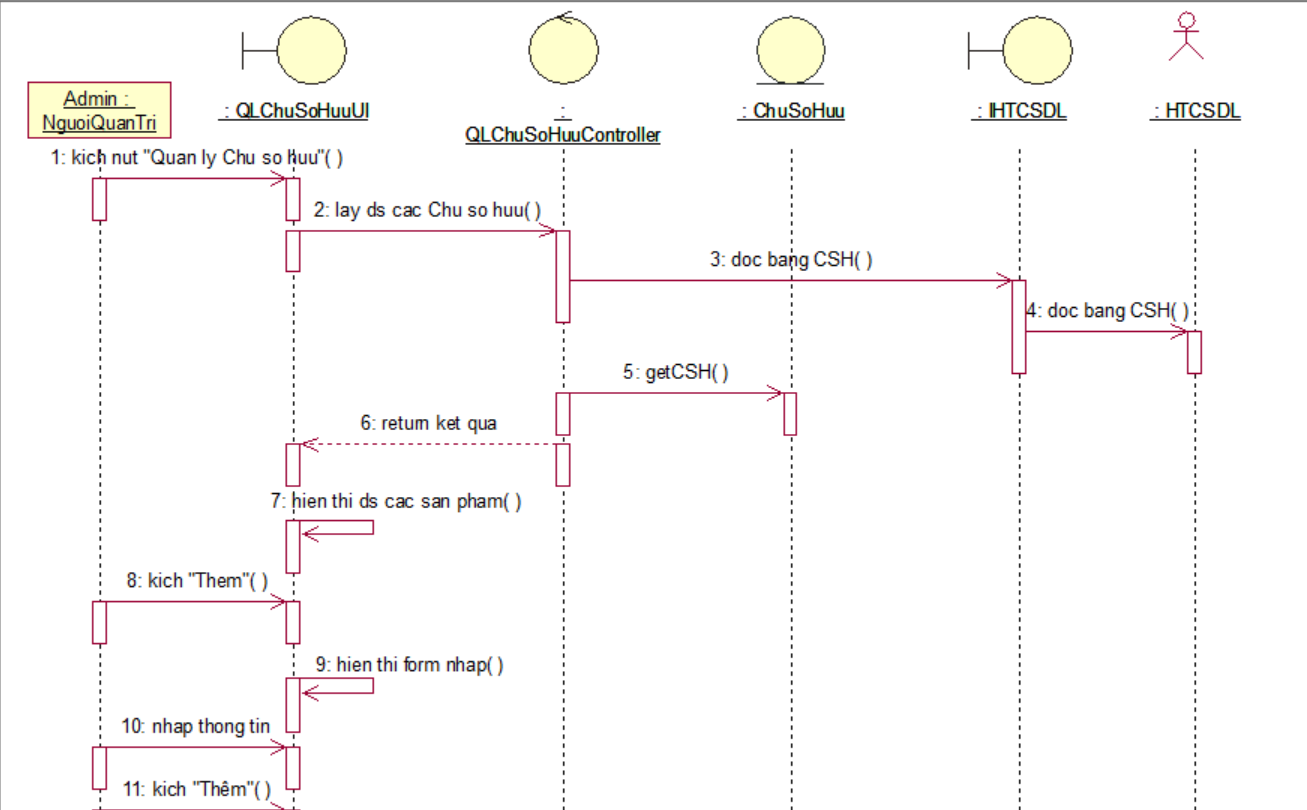 Admin :
NguoiQuanTri
: QLChuSoHuuUI
:
QLChuSoHuuController
: ChuSoHuu
: IHTCSDL
: HTCSDL
1: kich nut "Quan ly Chu so huu"( )
2: lay ds cac Chu so huu( )
3: doc bang CSH( )
4: doc bang CSH( )
5: getCSH( )
6: return ket qua
7: hien thi ds cac san pham( )
8: kich "Them"( )
9: hien thi form nhap( )
10: nhap thong tin
11: kich "Thêm"( )